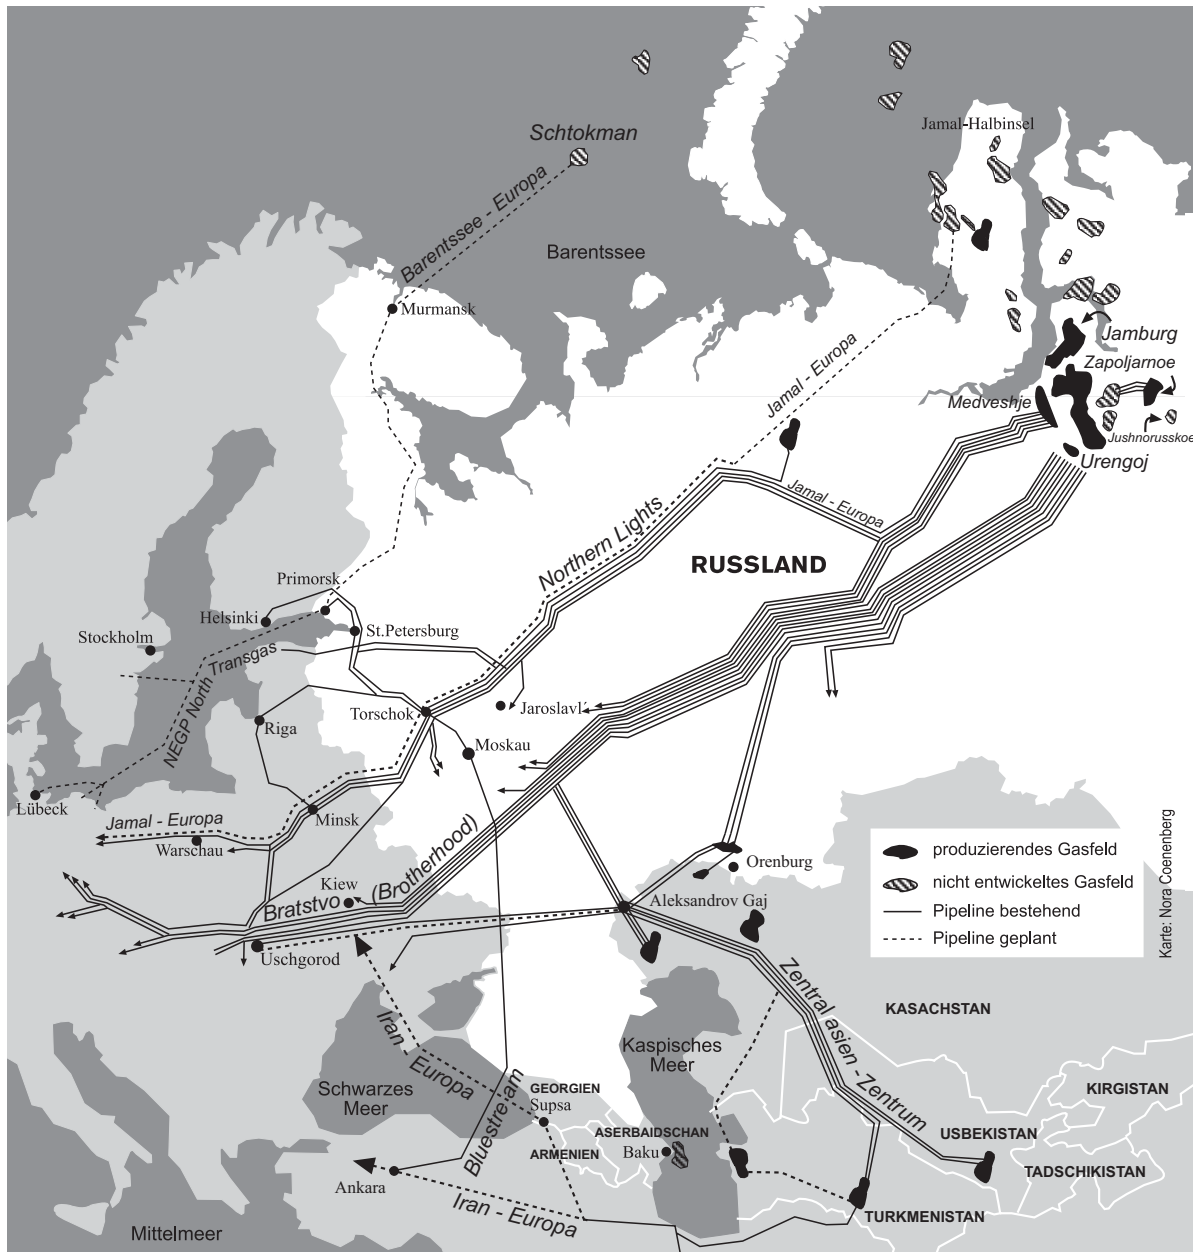 Schtokman
Jamal-Halbinsel
Barentssee - Europa
Barentssee
Murmansk
Jamburg
Zapoljarnoe
Jamal - Europa
Medveshje
Jushnorusskoe
Urengoj
Jamal - Europa
Northern Lights
RUSSLAND
Primorsk
Helsinki
St.Petersburg
Stockholm
Transgas
NEGP North
Riga
Torschok
Jaroslavl´
Moskau
Lübeck
Jamal - Europa
Minsk
Warschau
Kiew
Bratstvo
(Brotherhood)
Orenburg
Aleksandrov Gaj
Uschgorod
produzierendes Gasfeld
nicht entwickeltes Gasfeld
Pipeline bestehend
Pipeline geplant
Karte: Nora Coenenberg
Zentral asien - Zentrum
KASACHSTAN
Iran - Europa
Kaspisches
Meer
Schwarzes
Meer
Bluestream
GEORGIEN
Supsa
KIRGISTAN
ASERBAIDSCHAN
Baku
ARMENIEN
USBEKISTAN
TADSCHIKISTAN
Ankara
Iran - Europa
TURKMENISTAN
Mittelmeer